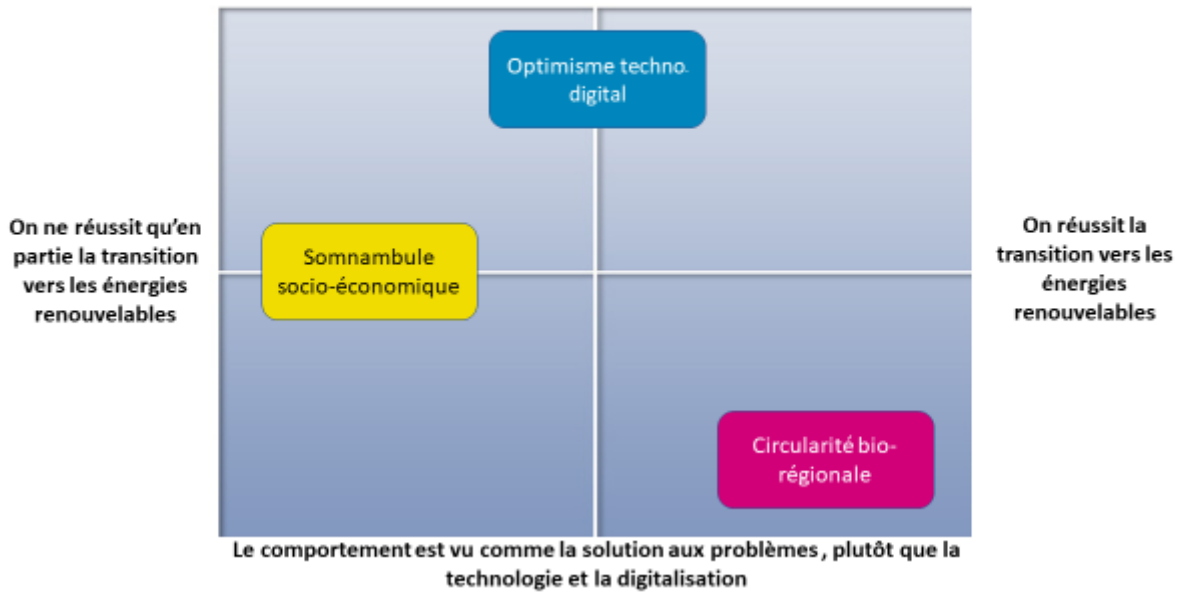 Optimisme techno-
digital
On ne réussit qu'en
partie la transition
vers les énergies
renouvelables
Somnambule
socio-économique
On réussit la
transition vers les
énergies
renouvelables
Circularité bio-
régionale
Le comportement est vu comme la solution aux problèmes, plutôt que la
technologie et la digitalisation